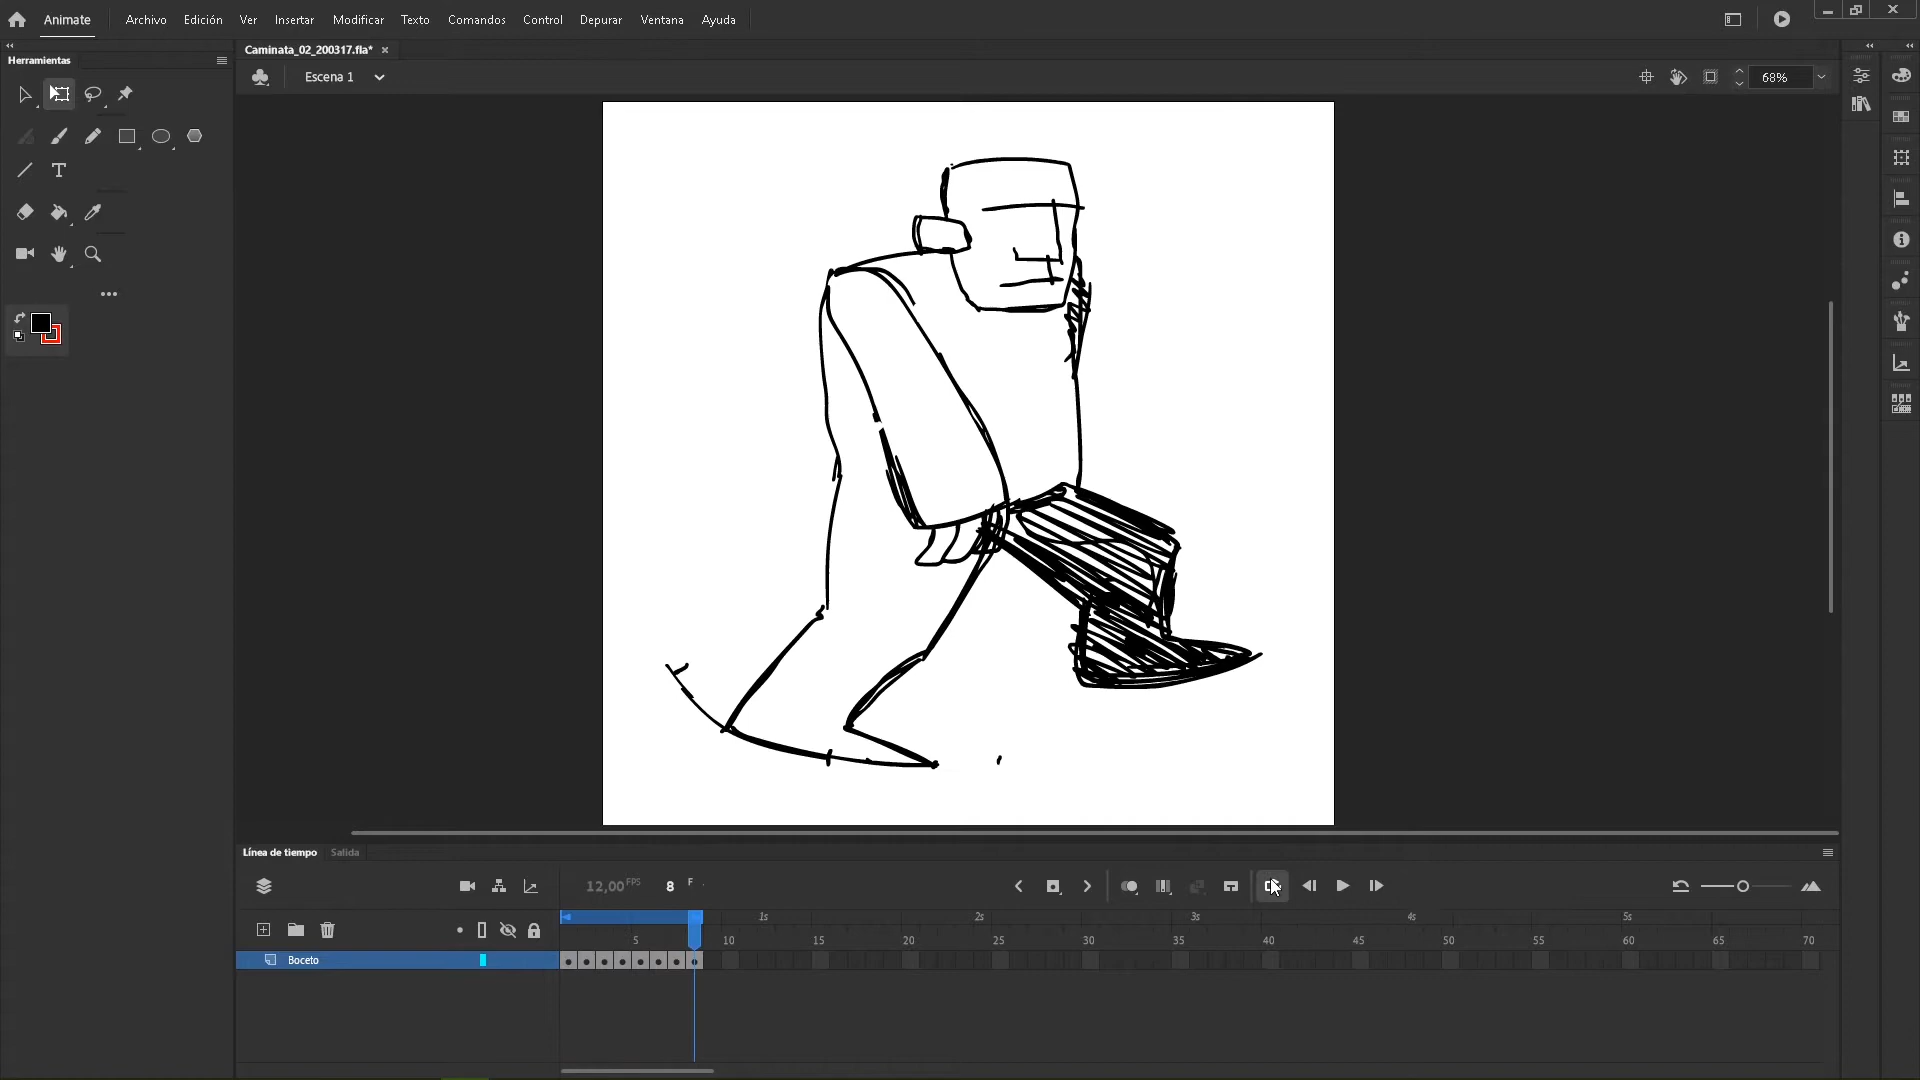 Animate Archivo Edición Ver Insertar Modificar Texto Comandos Control Depurar Ventana Ayuda
Caminata_02_200317.fla*
Herramientas
Escena 1
68%
Línea de tiempo Salida
12,00 FPS 8 F
1s 2s 3s 4s 5s
5 10 15 20 25 30 35 40 45 50 55 60 65 70
Boceto